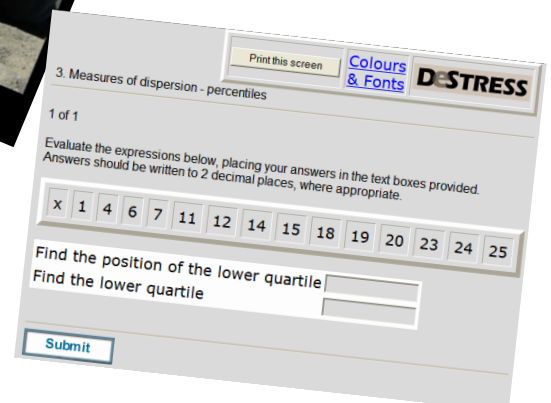 Print this screen
Colours
& Fonts
DeSTRESS
3. Measures of dispersion - percentiles
1 of 1
Evaluate the expressions below, placing your answers in the text boxes provided.
Answers should be written to 2 decimal places, where appropriate.
x 1 4 6 7 11 12 14 15 18 19 20 23 24 25
Find the position of the lower quartile
Find the lower quartile
Submit